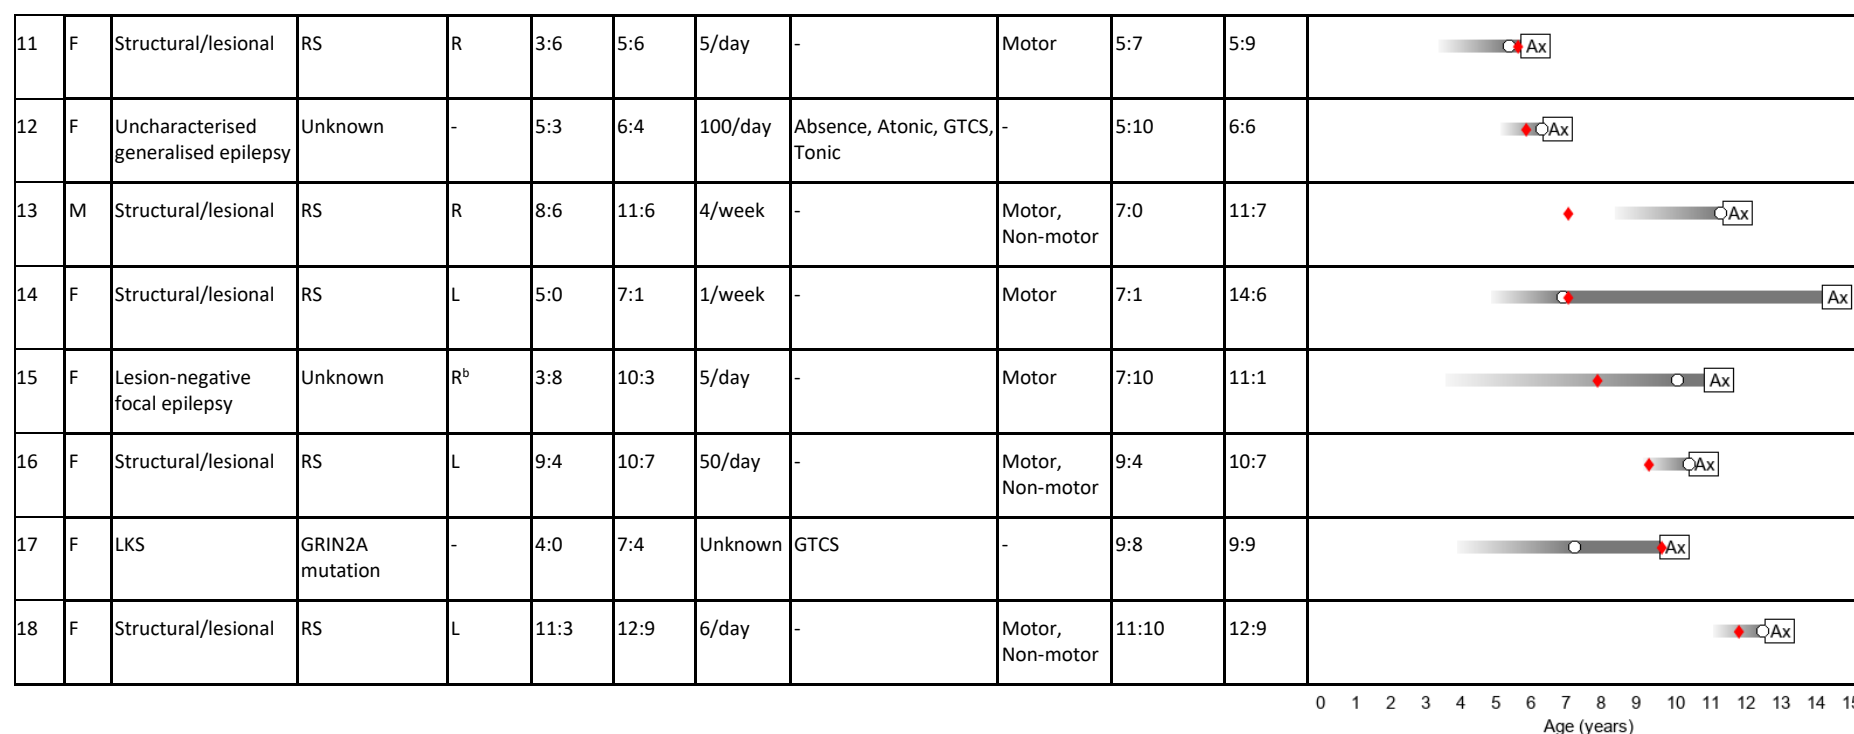 11 F Structural/lesional RS R 3:6 5:6 5/day - Motor 5:7 5:9 Ax
12 F Uncharacterised generalised epilepsy Unknown - 5:3 6:4 100/day Absence, Atonic, GTCS, Tonic - 5:10 6:6 Ax
13 M Structural/lesional RS R 8:6 11:6 4/week - Motor, Non-motor 7:0 11:7 Ax
14 F Structural/lesional RS L 5:0 7:1 1/week - Motor 7:1 14:6 Ax
15 F Lesion-negative focal epilepsy Unknown Rᵇ 3:8 10:3 5/day - Motor 7:10 11:1 Ax
16 F Structural/lesional RS L 9:4 10:7 50/day - Motor, Non-motor 9:4 10:7 Ax
17 F LKS GRIN2A mutation - 4:0 7:4 Unknown GTCS - 9:8 9:9 Ax
18 F Structural/lesional RS L 11:3 12:9 6/day - Motor, Non-motor 11:10 12:9 Ax
0 1 2 3 4 5 6 7 8 9 10 11 12 13 14 15
Age (years)